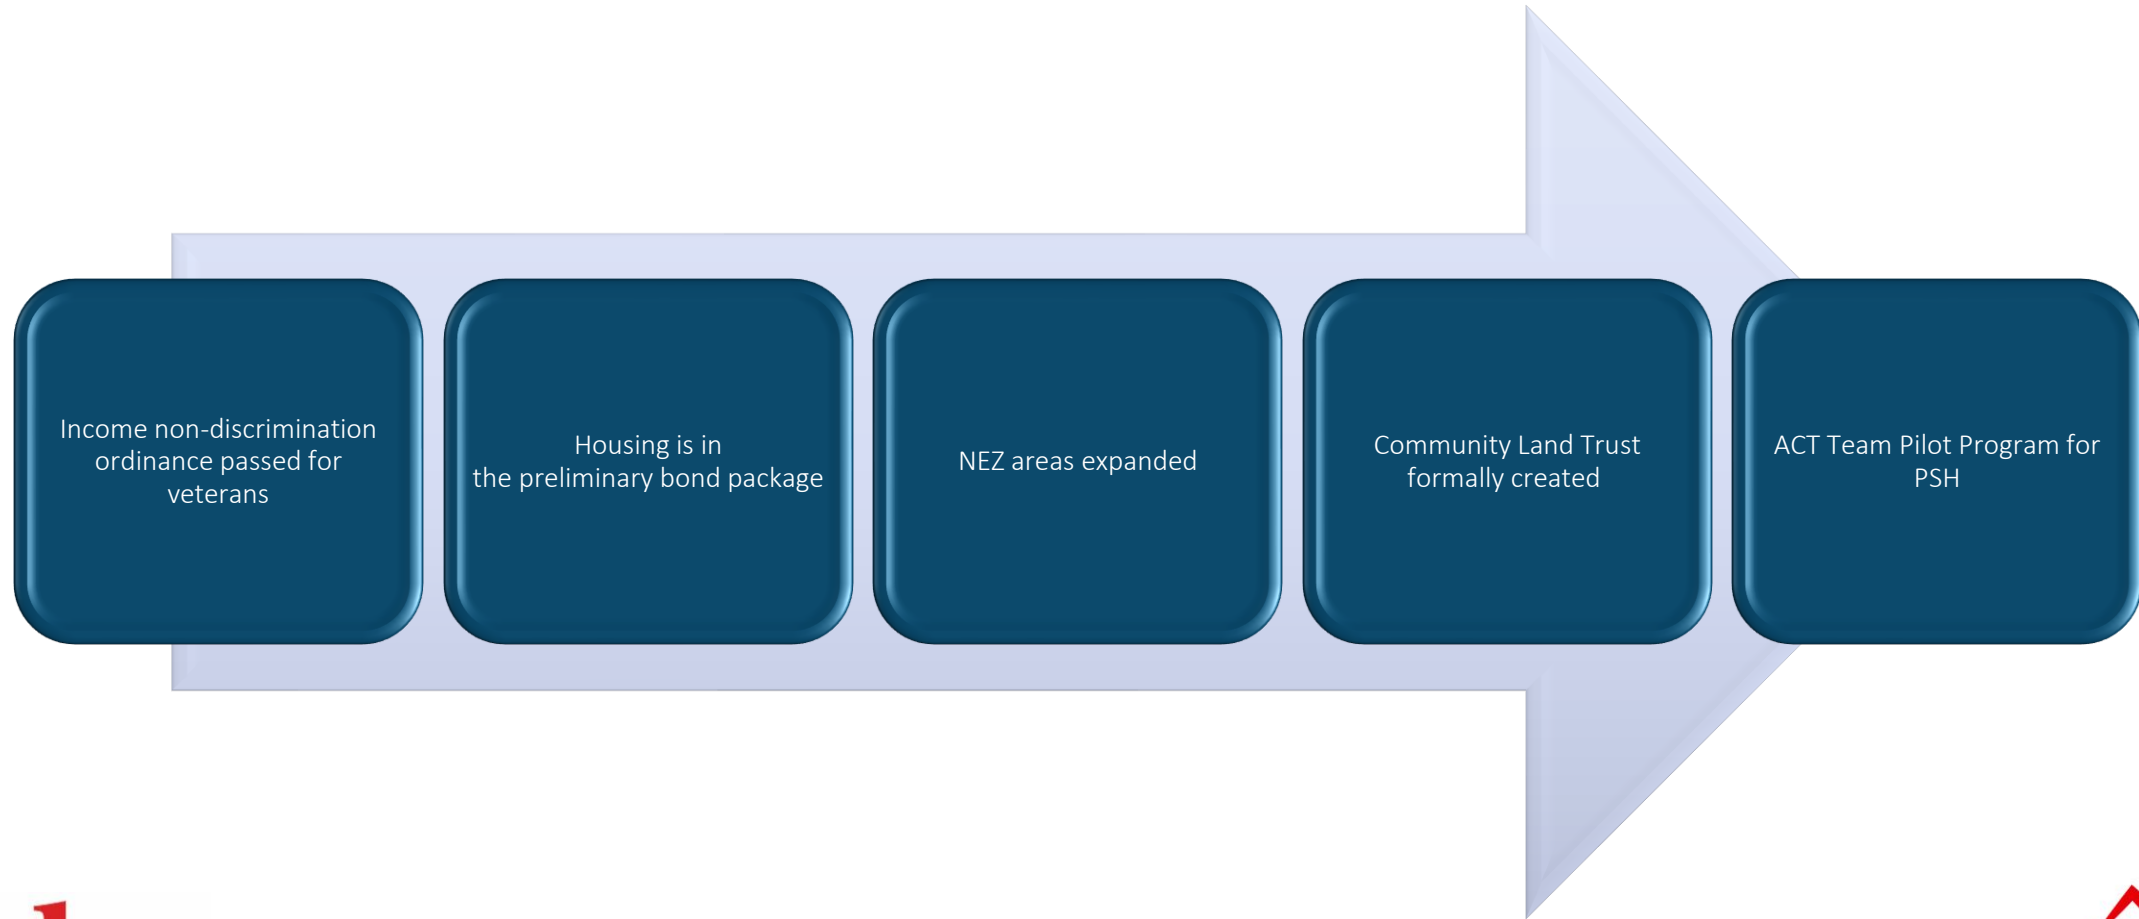 Income non-discrimination
ordinance passed for
veterans
Housing is in
the preliminary bond package
NEZ areas expanded
Community Land Trust
formally created
ACT Team Pilot Program for
PSH